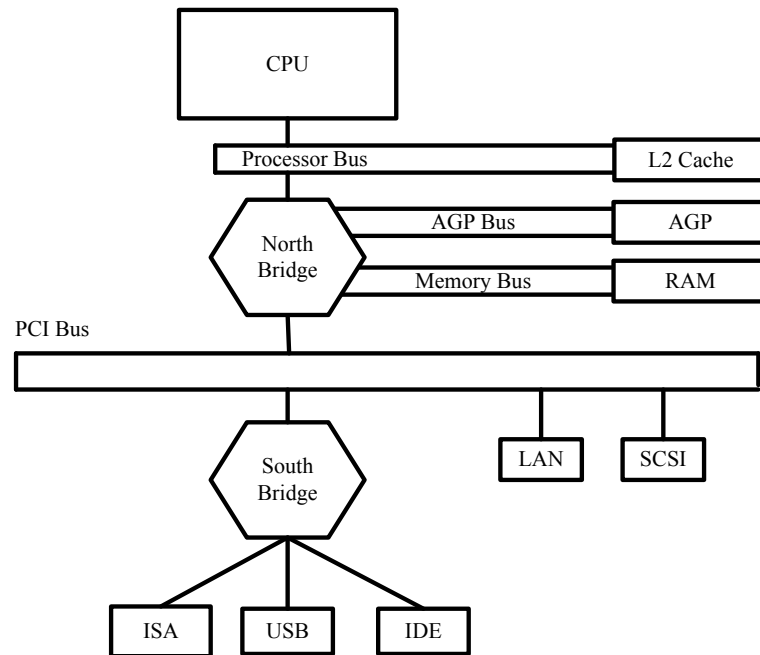 CPU
Processor Bus
L2 Cache
AGP Bus
AGP
North
Bridge
Memory Bus
RAM
PCI Bus
LAN
SCSI
South
Bridge
ISA
USB
IDE